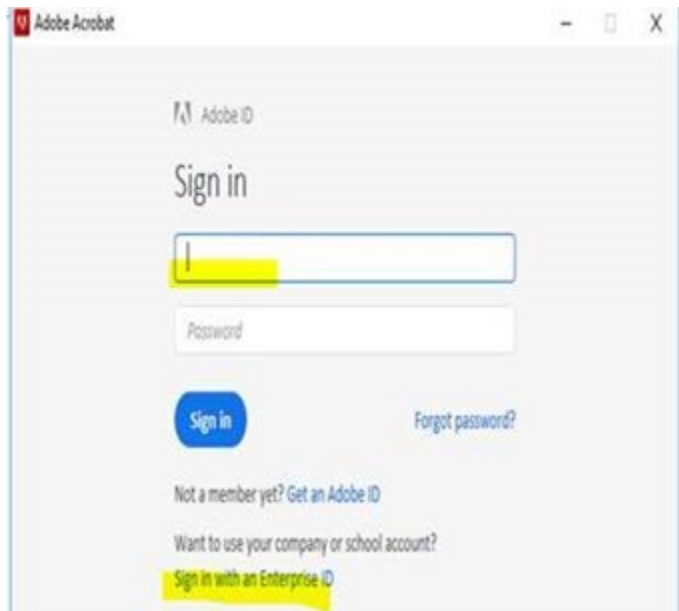 Adobe Acrobat
Adobe ID
Sign in
Password
Sign in
Forgot password?
Not a member yet? Get an Adobe ID
Want to use your company or school account?
Sign in with an Enterprise ID